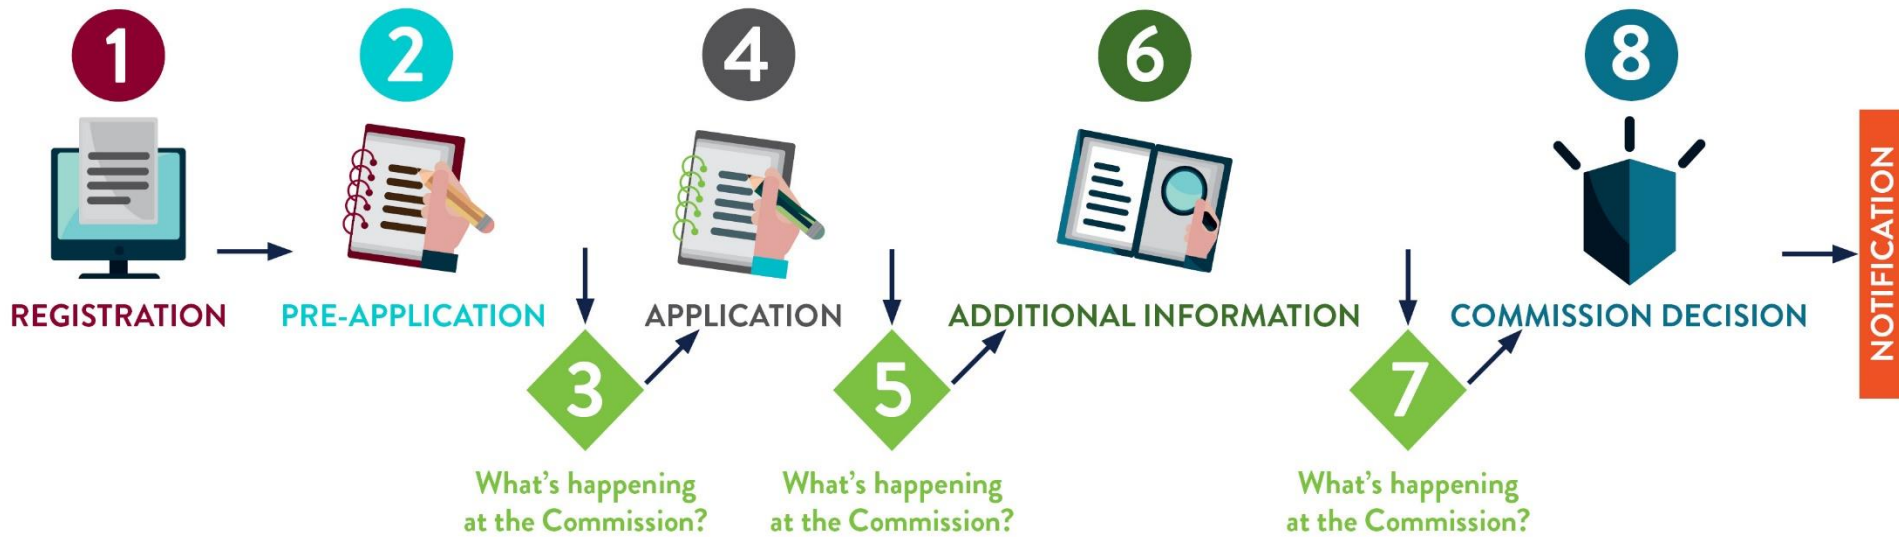 1
REGISTRATION
2
PRE-APPLICATION
3
What's happening
at the Commission?
4
APPLICATION
5
What's happening
at the Commission?
6
ADDITIONAL INFORMATION
7
What's happening
at the Commission?
8
COMMISSION DECISION
NOTIFICATION